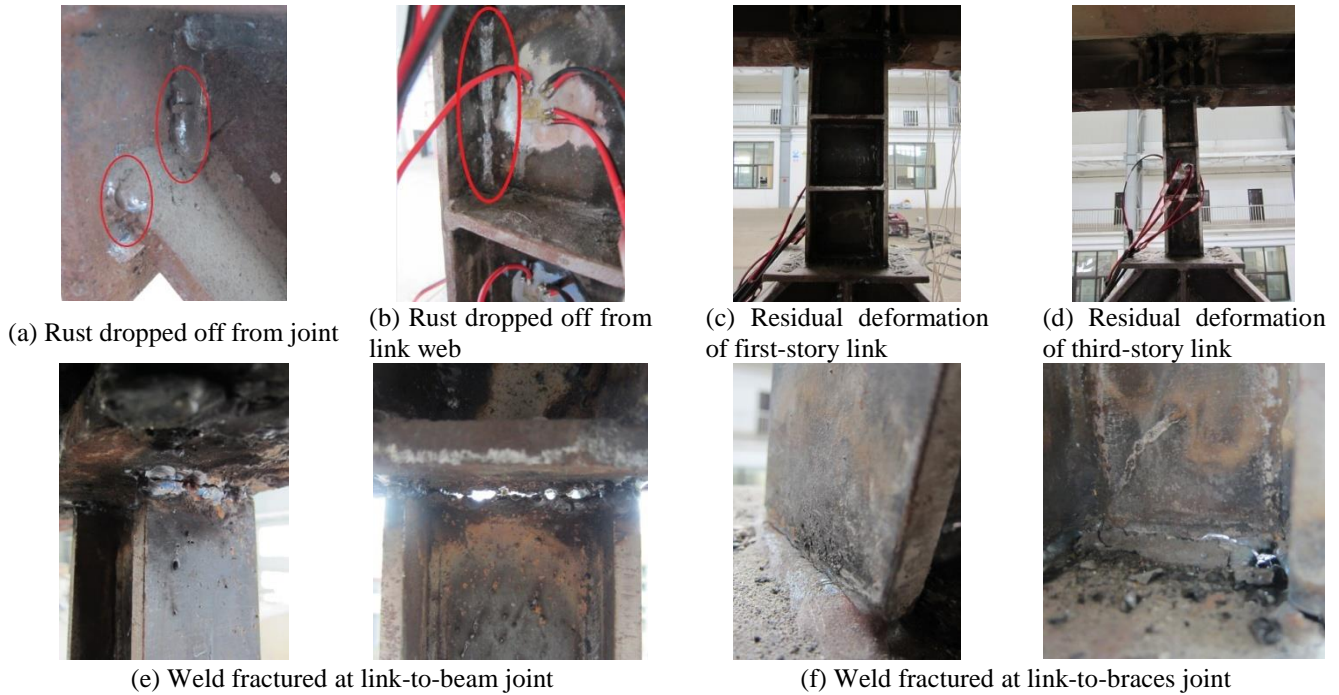 (a) Rust dropped off from joint
(b) Rust dropped off from
link web
(c) Residual deformation
of first-story link
(d) Residual deformation
of third-story link
(e) Weld fractured at link-to-beam joint
(f) Weld fractured at link-to-braces joint